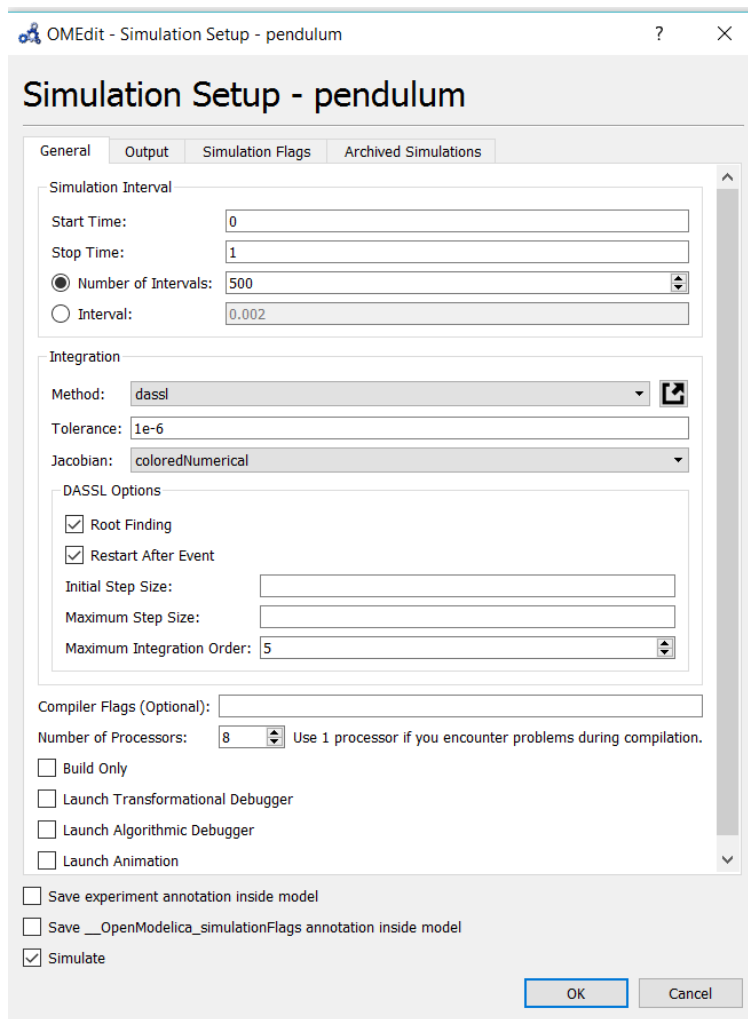 OMEdit - Simulation Setup - pendulum ?
Simulation Setup - pendulum
General Output Simulation Flags Archived Simulations
Simulation Interval
Start Time: 0
Stop Time: 1
Number of Intervals: 500
Interval: 0.002
Integration
Method: dassl
Tolerance: 1e-6
Jacobian: coloredNumerical
DASSL Options
Root Finding
Restart After Event
Initial Step Size:
Maximum Step Size:
Maximum Integration Order: 5
Compiler Flags (Optional):
Number of Processors: 8 Use 1 processor if you encounter problems during compilation.
Build Only
Launch Transformational Debugger
Launch Algorithmic Debugger
Launch Animation
Save experiment annotation inside model
Save __OpenModelica_simulationFlags annotation inside model
Simulate
OK Cancel